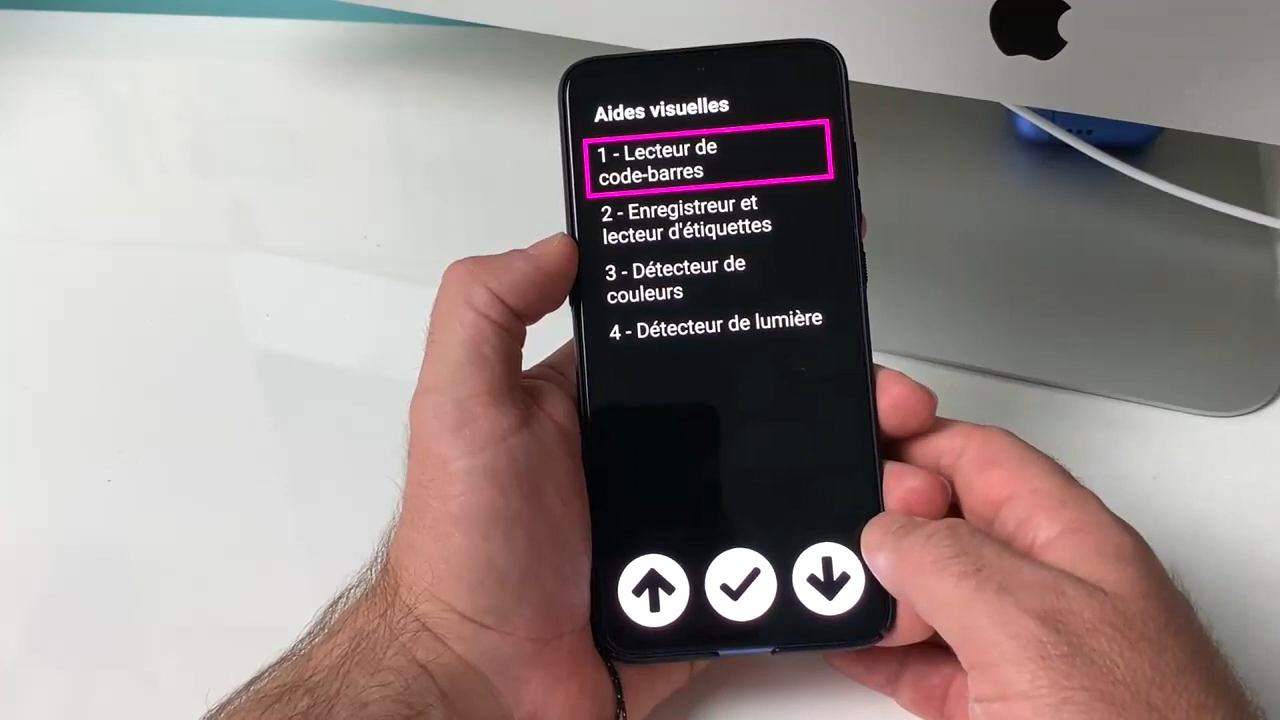 Aides visuelles
1 - Lecteur de
code-barres
2 - Enregistreur et
lecteur d'étiquettes
3 - Détecteur de
couleurs
4 - Détecteur de lumière